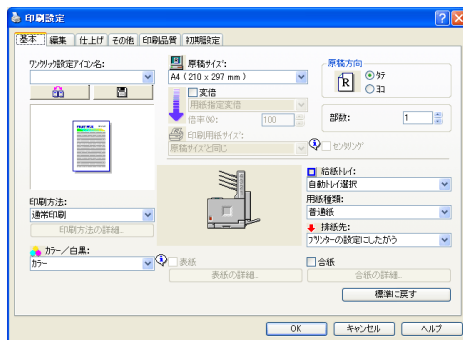 印刷設定
基本 編集 仕上げ その他 印刷品質 初期設定
ワンクリック設定アイコン名:
原稿サイズ:
A4 ( 210 x 297 mm )
変倍
用紙指定変倍
倍率(%): 100
印刷用紙サイズ:
原稿サイズと同じ
原稿方向
R
タテ
ヨコ
部数: 1
センタリング
印刷方法:
通常印刷
印刷方法の詳細...
カラー/白黒:
カラー
給紙トレイ:
自動トレイ選択
用紙種類:
普通紙
排紙先:
プリンターの設定にしたがう
表紙
表紙の詳細...
合紙
合紙の詳細...
標準に戻す
OK キャンセル ヘルプ